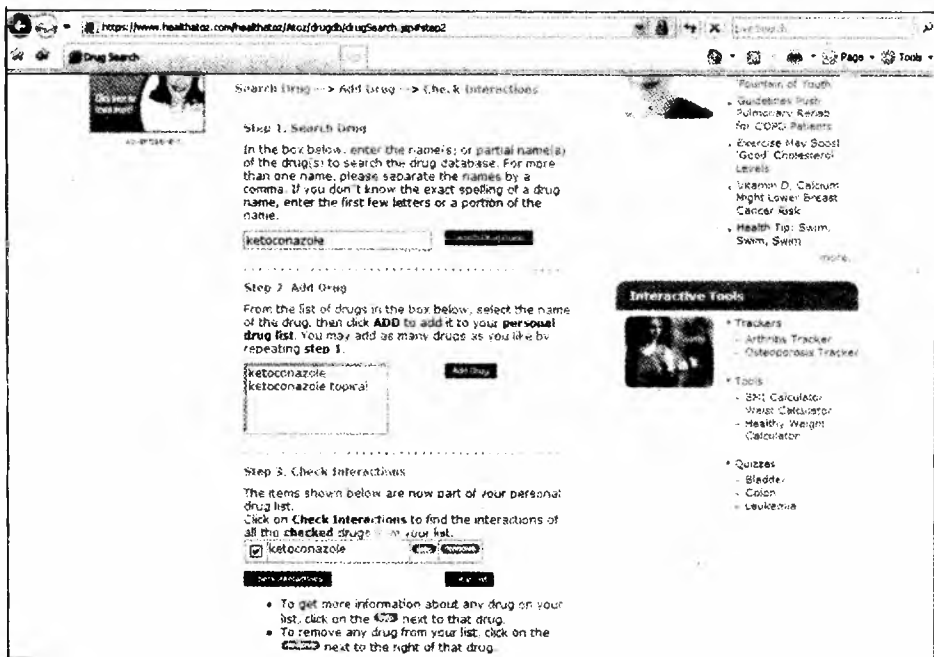 https://www.healthatoz.com/healthatoz/Atoz/drugdb/drugSearch.jsp#step2
Live Search
Drug Search
Page
Tools
Search Drug --> Add Drug --> Check Interactions
Step 1. Search Drug
In the box below, enter the name(s) or partial name(s)
of the drug(s) to search the drug database. For more
than one name, please separate the names by a
comma. If you don't know the exact spelling of a drug
name, enter the first few letters or a portion of the
name.
ketoconazole
Step 2. Add Drug
From the list of drugs in the box below, select the name
of the drug, then click ADD to add it to your personal
drug list. You may add as many drugs as you like by
repeating step 1.
ketoconazole
ketoconazole topical
Add Drug
Step 3. Check Interactions
The items shown below are now part of your personal
drug list.
Click on Check Interactions to find the interactions of
all the checked drugs your list.
ketoconazole
Check Interactions
• To get more information about any drug on your
list, click on the next to that drug.
• To remove any drug from your list, click on the
next to the right of that drug.
Fountain of Youth
Guidelines Push
Pulmonary Rehab
for COPD Patients
Exercise May Boost
'Good' Cholesterol
Levels
Vitamin D, Calcium
Might Lower Breast
Cancer Risk
Health Tip: Swim,
Swim, Swim
more.
Interactive Tools
• Trackers
- Arthritis Tracker
- Osteoporosis Tracker
• Tools
- BMI Calculator
- Waist Calculator
- Healthy Weight
Calculator
• Quizzes
- Bladder
- Colon
- Leukemia